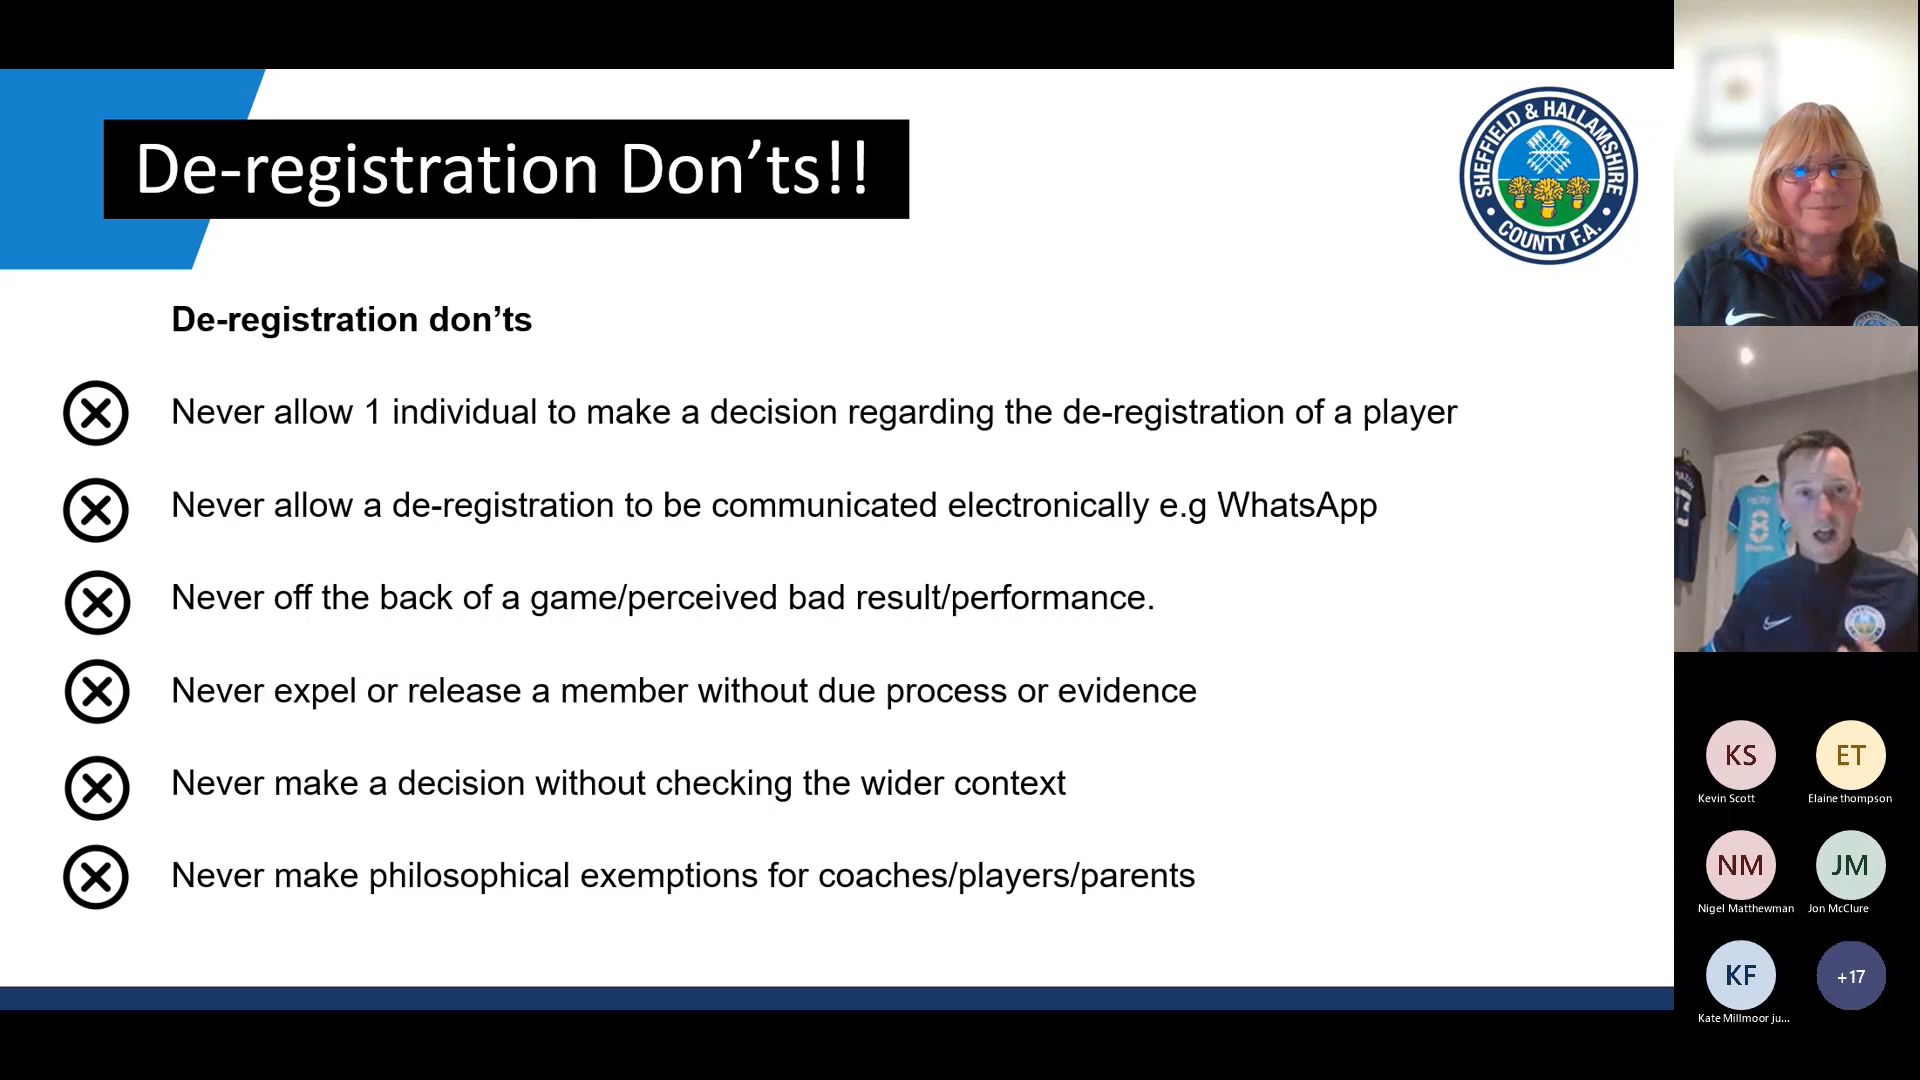 De-registration Don’ts!!
SHEFFIELD & HALLAMSHIRE
COUNTY F.A.
De-registration don’ts
Never allow 1 individual to make a decision regarding the de-registration of a player
Never allow a de-registration to be communicated electronically e.g WhatsApp
Never off the back of a game/perceived bad result/performance.
Never expel or release a member without due process or evidence
Never make a decision without checking the wider context
Never make philosophical exemptions for coaches/players/parents
8
KS
Kevin Scott
ET
Elaine thompson
NM
Nigel Matthewman
JM
Jon McClure
KF
Kate Millmoor ju...
+17